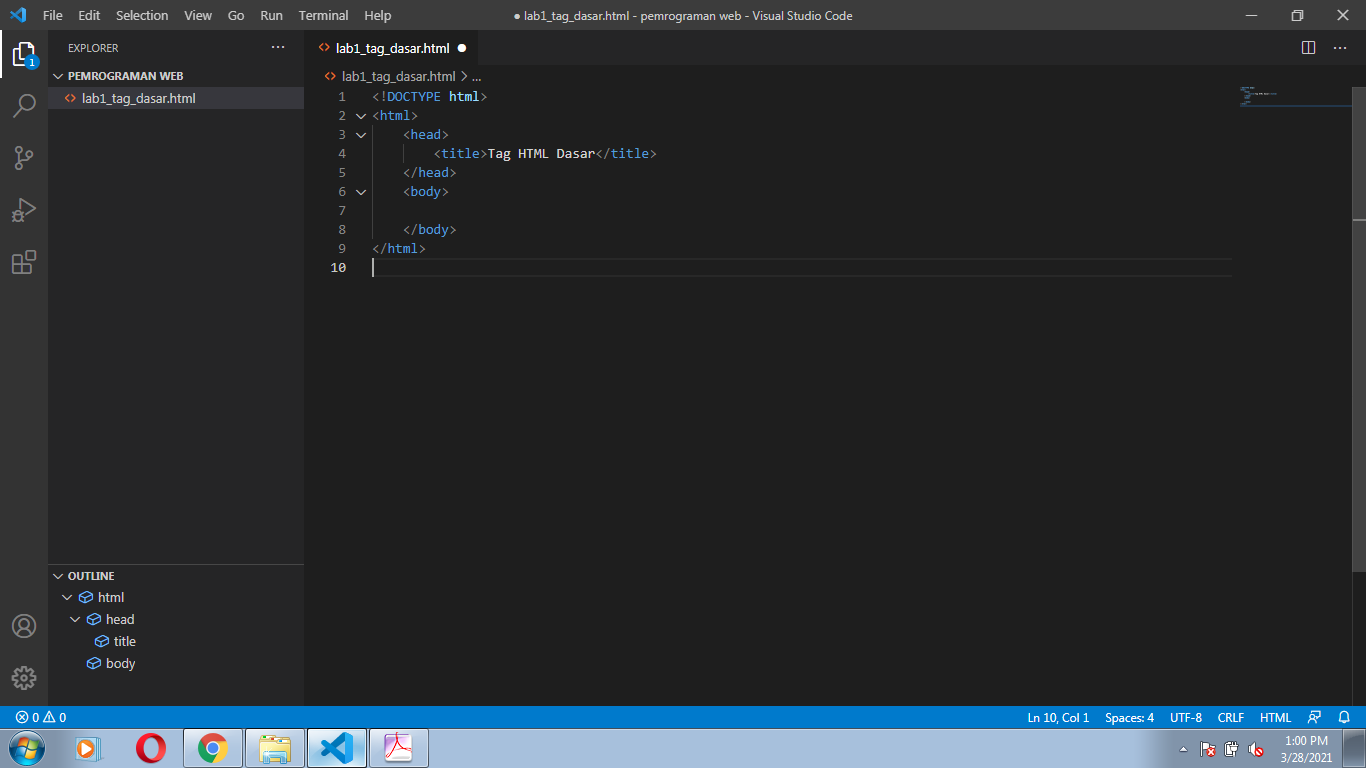 File Edit Selection View Go Run Terminal Help
● lab1_tag_dasar.html - pemrograman web - Visual Studio Code
EXPLORER
PEMROGRAMAN WEB
lab1_tag_dasar.html
1
lab1_tag_dasar.html
lab1_tag_dasar.html > ...
1 <!DOCTYPE html>
2 <html>
3 <head>
4 <title>Tag HTML Dasar</title>
5 </head>
6 <body>
7
8 </body>
9 </html>
10
OUTLINE
html
head
title
body
0 0
Ln 10, Col 1 Spaces: 4 UTF-8 CRLF HTML
1:00 PM
3/28/2021